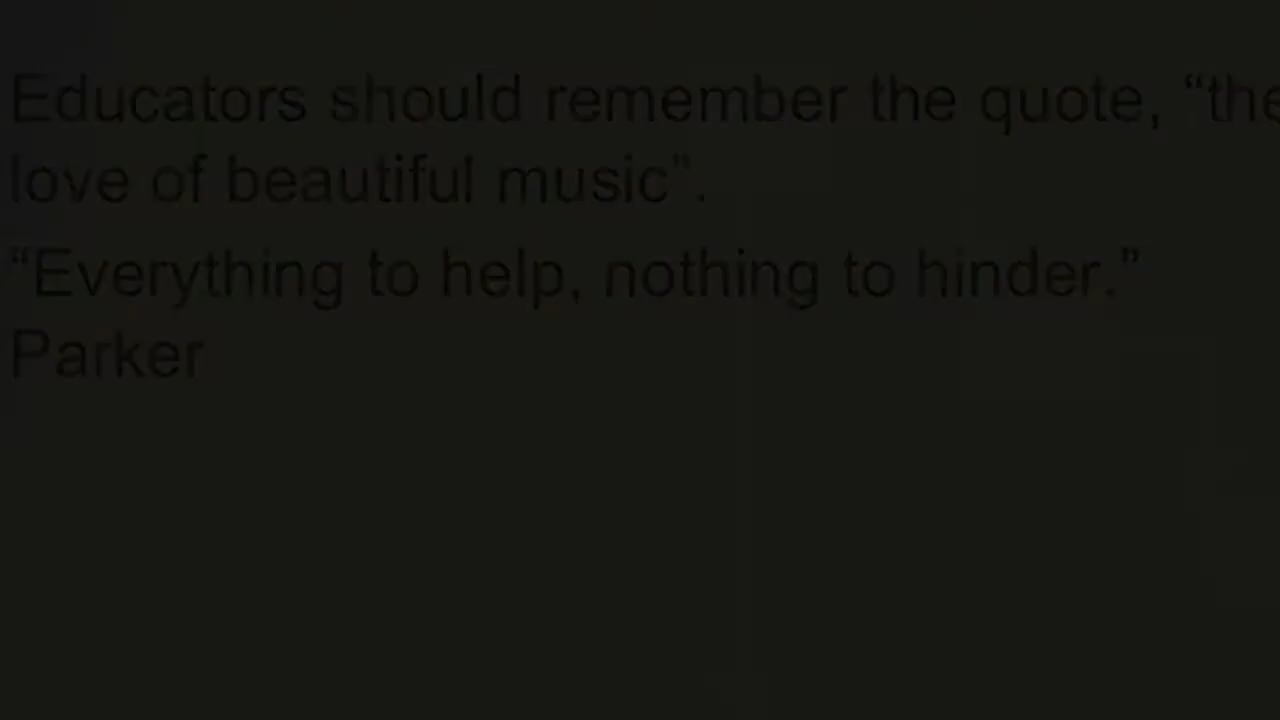 Educators should remember the quote, “the
love of beautiful music”.
“Everything to help, nothing to hinder.”
Parker